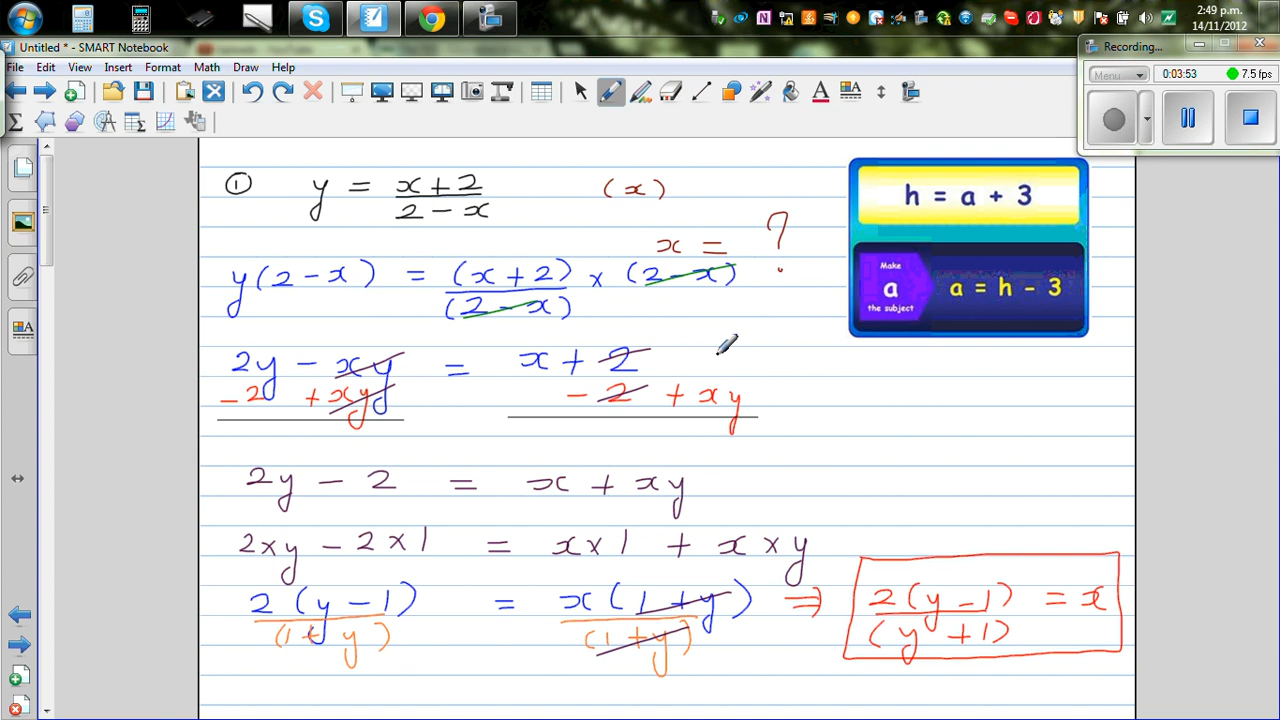 2:49 p.m.
14/11/2012
Untitled * - SMART Notebook
Recording...
File Edit View Insert Format Math Draw Help
Menu 0:03:53 7.5 fps
① y = (x+2)/(2-x) (x)
x = ?
y(2-x) = (x+2)/(2-x) × (2-x)
2y - xy = x + 2
-2 + xy - 2 + xy
2y - 2 = x + xy
2×y - 2×1 = x×1 + x×y
2(y-1)/(1+y) = x(1+y)/(1+y) ⇒ 2(y-1)/(y+1) = x
h = a + 3
Make
a a = h - 3
the subject